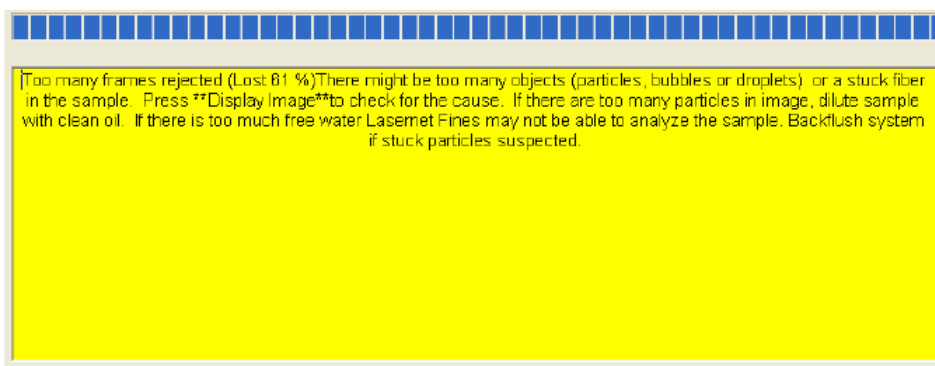 Too many frames rejected (Lost 61 %)There might be too many objects (particles, bubbles or droplets)  or a stuck fiber
in the sample.  Press **Display Image**to check for the cause.  If there are too many particles in image, dilute sample
with clean oil.  If there is too much free water Lasernet Fines may not be able to analyze the sample. Backflush system
if stuck particles suspected.